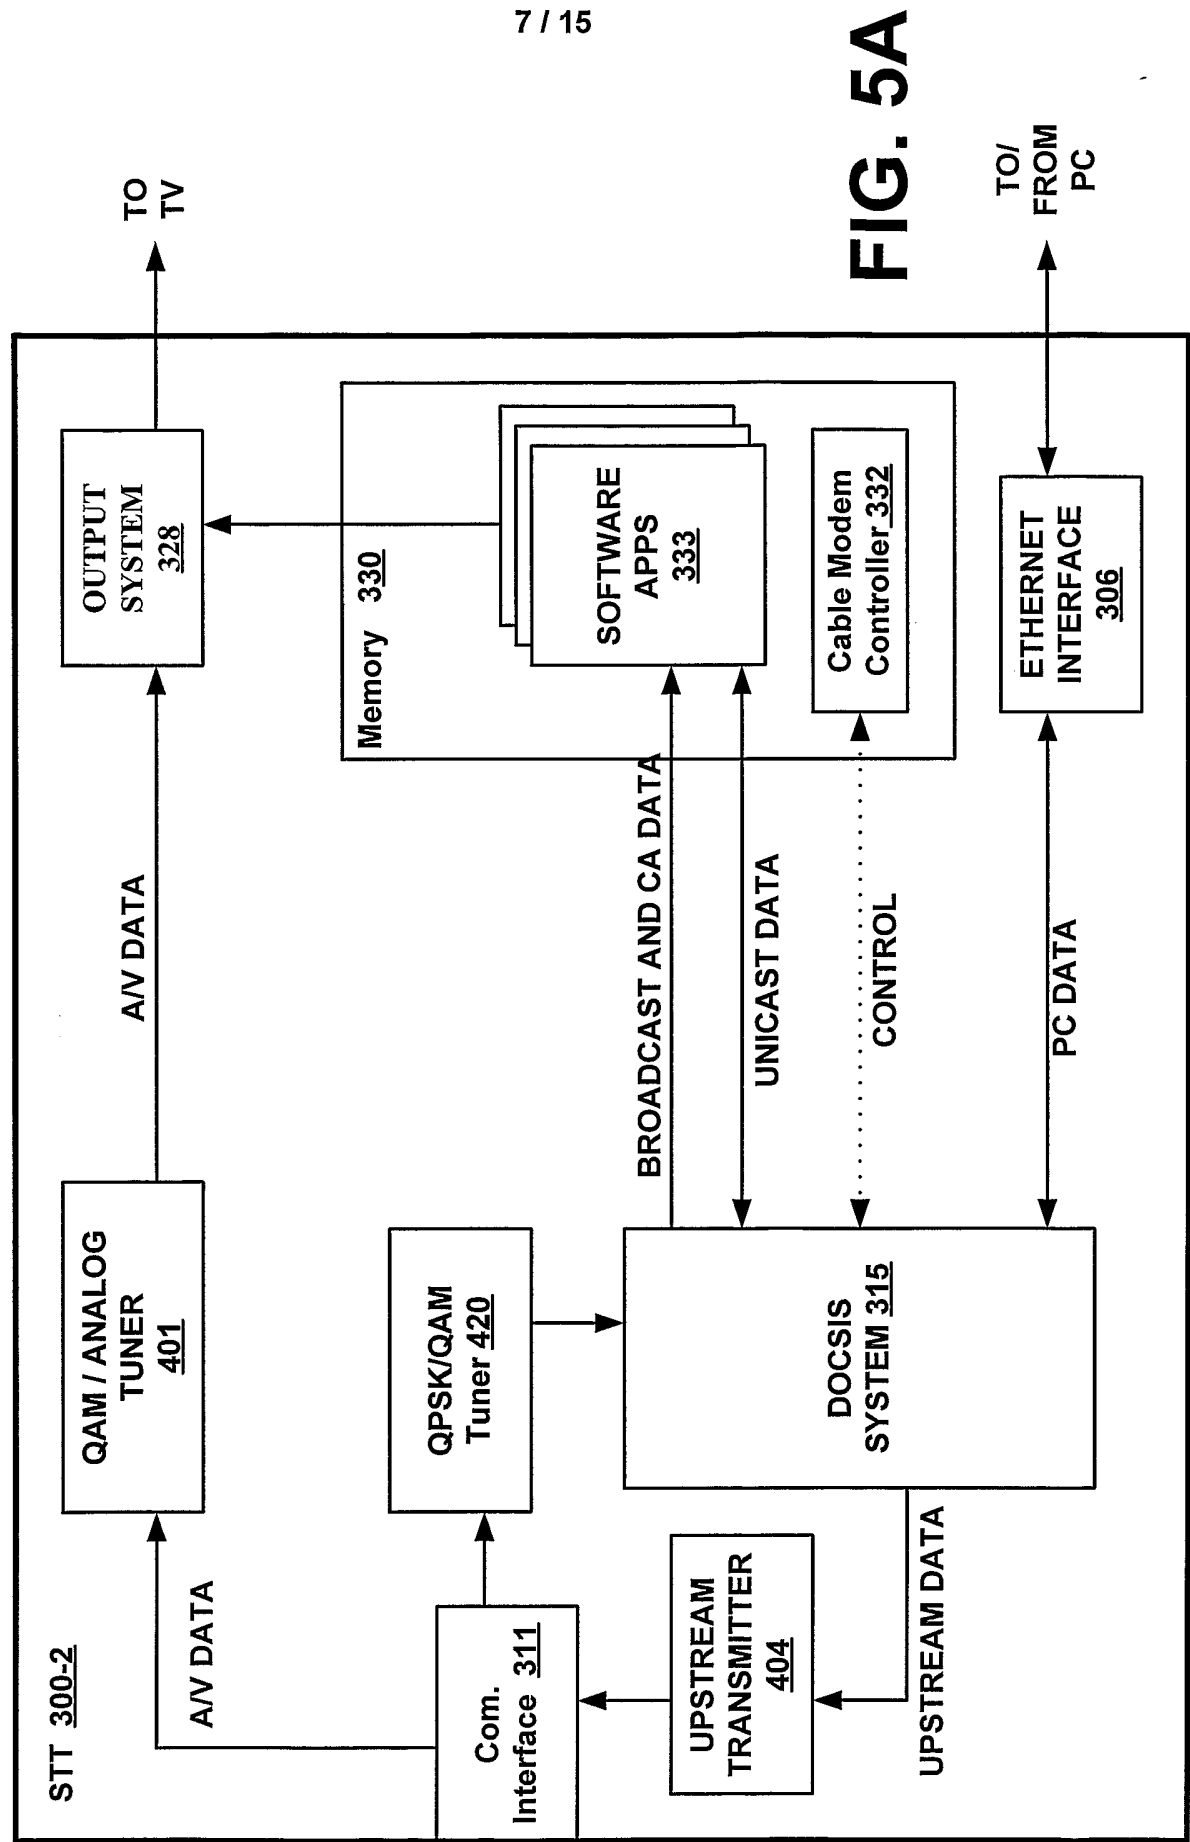 7 / 15
STT 300-2
A/V DATA
QAM / ANALOG
TUNER
401
A/V DATA
OUTPUT
SYSTEM
328
TO
TV
Com.
Interface 311
QPSK/QAM
Tuner 420
Memory 330
SOFTWARE
APPS
333
BROADCAST AND CA DATA
UNICAST DATA
UPSTREAM
TRANSMITTER
404
DOCSIS
SYSTEM 315
CONTROL
Cable Modem
Controller 332
UPSTREAM DATA
PC DATA
ETHERNET
INTERFACE
306
TO/
FROM
PC
FIG. 5A